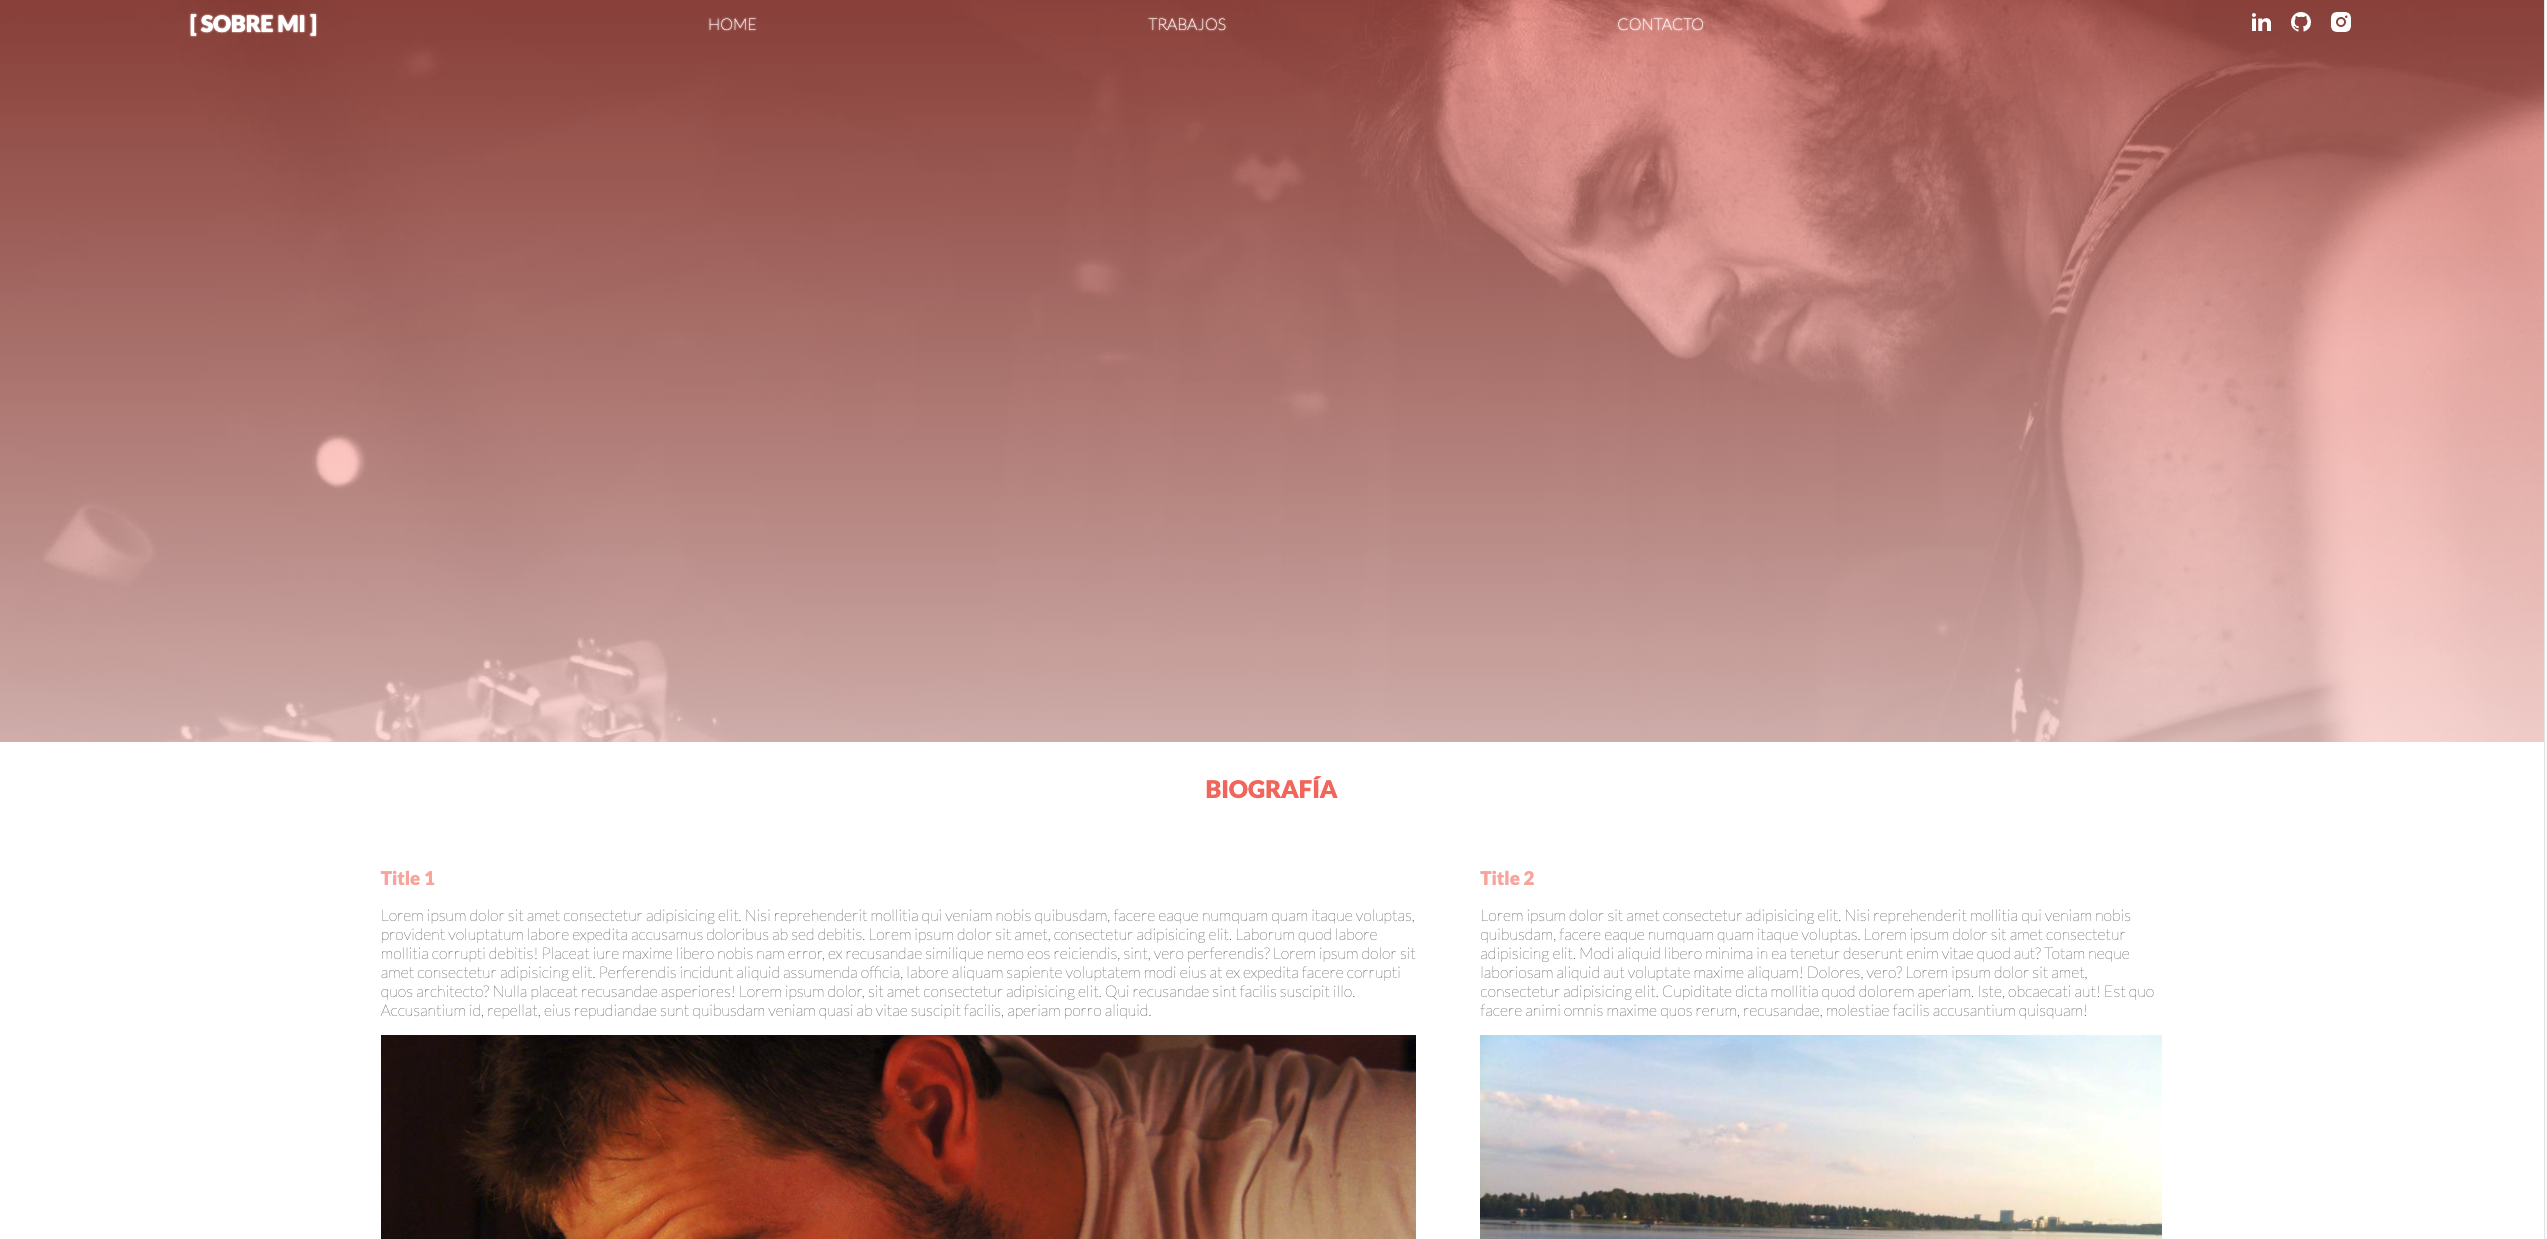 [ SOBRE MI ]
HOME
TRABAJOS
CONTACTO
in
BIOGRAFÍA
Title 1
Lorem ipsum dolor sit amet consectetur adipisicing elit. Nisi reprehenderit mollitia qui veniam nobis quibusdam, facere eaque numquam quam itaque voluptas,
provident voluptatum labore expedita accusamus doloribus ab sed debitis. Lorem ipsum dolor sit amet, consectetur adipisicing elit. Laborum quod labore
mollitia corrupti debitis! Placeat iure maxime libero nobis nam error, ex recusandae similique nemo eos reiciendis, sint, vero perferendis? Lorem ipsum dolor sit
amet consectetur adipisicing elit. Perferendis incidunt aliquid assumenda officia, labore aliquam sapiente voluptatem modi eius at ex expedita facere corrupti
quos architecto? Nulla placeat recusandae asperiores! Lorem ipsum dolor, sit amet consectetur adipisicing elit. Qui recusandae sint facilis suscipit illo.
Accusantium id, repellat, eius repudiandae sunt quibusdam veniam quasi ab vitae suscipit facilis, aperiam porro aliquid.
Title 2
Lorem ipsum dolor sit amet consectetur adipisicing elit. Nisi reprehenderit mollitia qui veniam nobis
quibusdam, facere eaque numquam quam itaque voluptas. Lorem ipsum dolor sit amet consectetur
adipisicing elit. Modi aliquid libero minima in ea tenetur deserunt enim vitae quod aut? Totam neque
laboriosam aliquid aut voluptate maxime aliquam! Dolores, vero? Lorem ipsum dolor sit amet,
consectetur adipisicing elit. Cupiditate dicta mollitia quod dolorem aperiam. Iste, obcaecati aut! Est quo
facere animi omnis maxime quos rerum, recusandae, molestiae facilis accusantium quisquam!